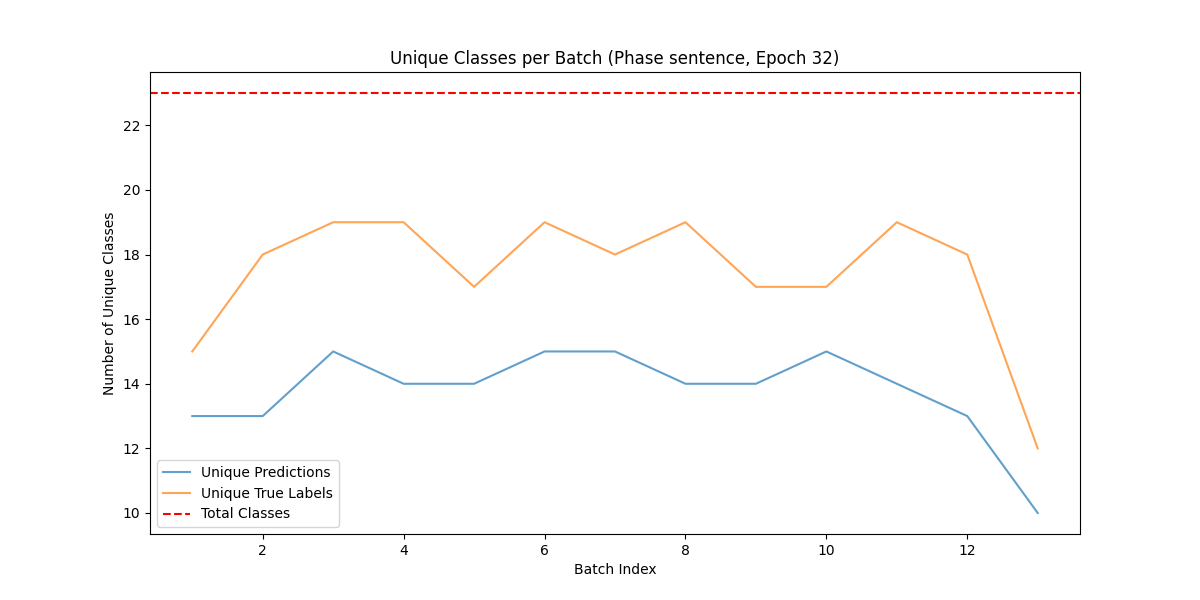 Unique Classes per Batch (Phase sentence, Epoch 32)
Number of Unique Classes
22
20
18
16
14
12
10
Unique Predictions
Unique True Labels
Total Classes
2 4 6 8 10 12
Batch Index